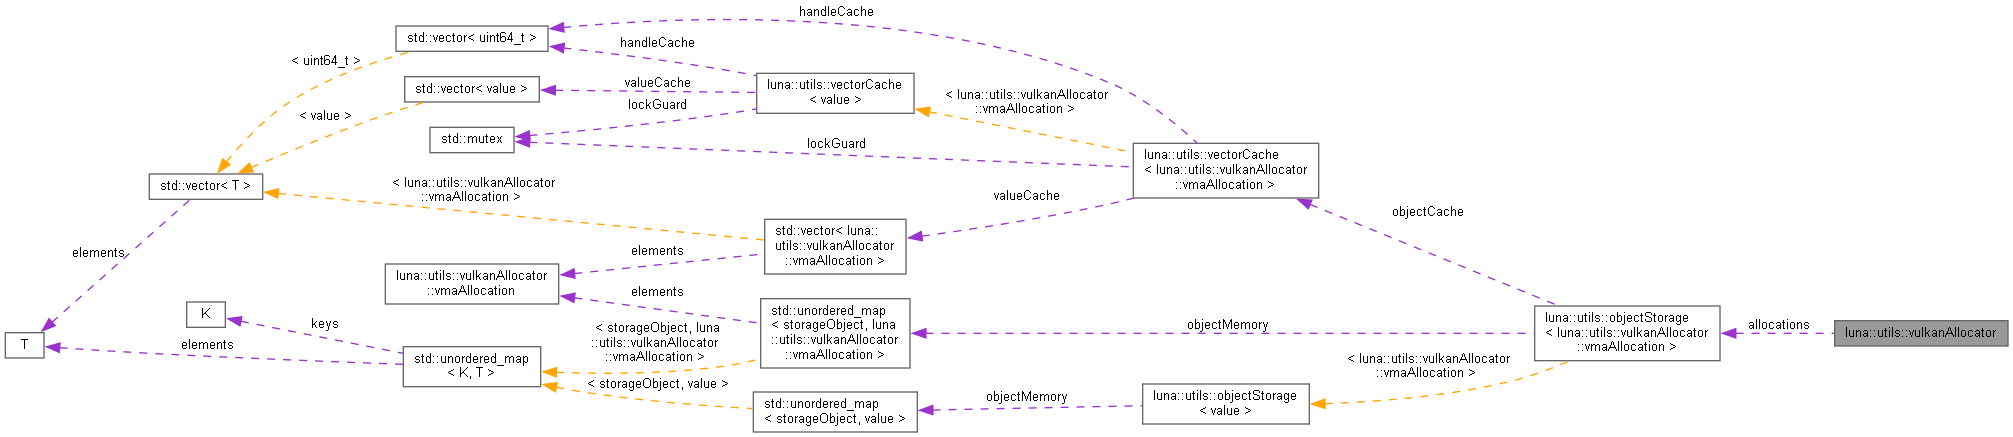 handleCache
std::vector< uint64_t >
handleCache
< uint64_t >
std::vector< value >
valueCache
luna::utils::vectorCache
< value >
< luna::utils::vulkanAllocator
::vmaAllocation >
lockGuard
< value >
std::mutex
lockGuard
luna::utils::vectorCache
< luna::utils::vulkanAllocator
::vmaAllocation >
std::vector< T >
< luna::utils::vulkanAllocator
::vmaAllocation >
valueCache
objectCache
std::vector< luna::
utils::vulkanAllocator
::vmaAllocation >
elements
elements
luna::utils::vulkanAllocator
::vmaAllocation
elements
K
keys
std::unordered_map
< storageObject, luna
::utils::vulkanAllocator
::vmaAllocation >
objectMemory
luna::utils::objectStorage
< luna::utils::vulkanAllocator
::vmaAllocation >
allocations
luna::utils::vulkanAllocator
< storageObject, luna
::utils::vulkanAllocator
::vmaAllocation >
T
elements
std::unordered_map
< K, T >
< luna::utils::vulkanAllocator
::vmaAllocation >
< storageObject, value >
std::unordered_map
< storageObject, value >
objectMemory
luna::utils::objectStorage
< value >